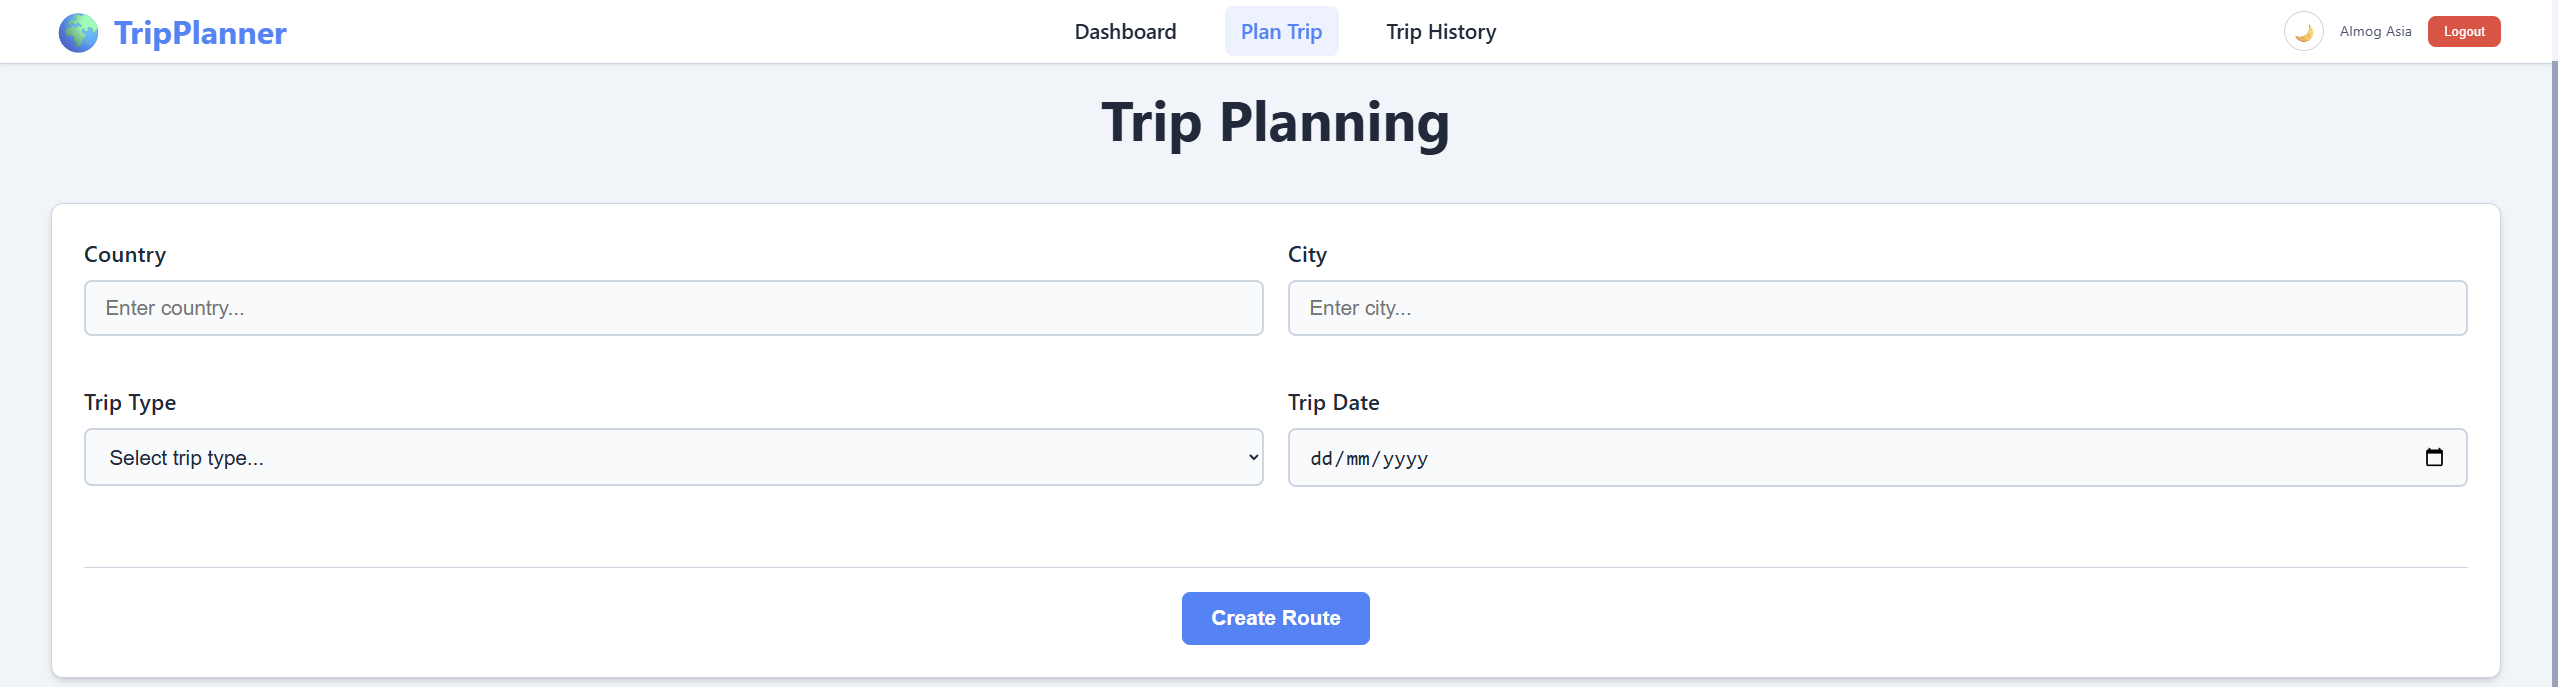 TripPlanner Dashboard Plan Trip Trip History Almog Asia Logout
Trip Planning
Country City
Enter country... Enter city...
Trip Type Trip Date
Select trip type... dd/mm/yyyy
Create Route